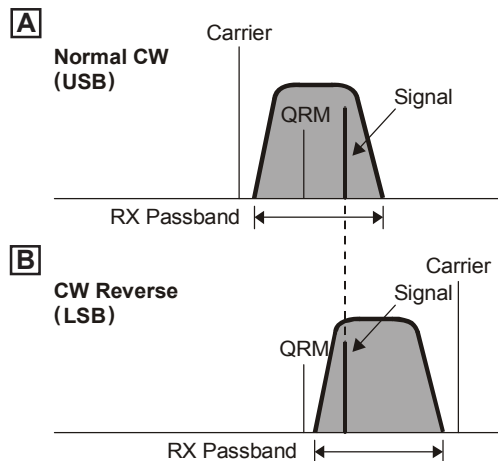 A
Carrier
Normal CW
(USB)
Signal
QRM
RX Passband
B
Carrier
CW Reverse
(LSB)
Signal
QRM
RX Passband